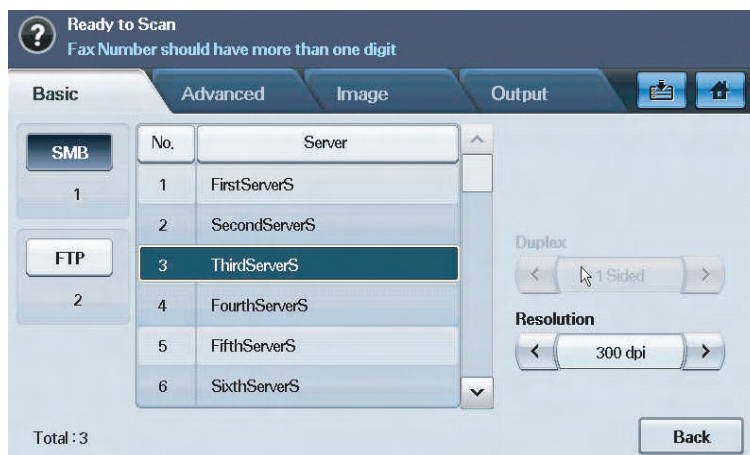 Ready to Scan
Fax Number should have more than one digit
Basic
Advanced
Image
Output
SMB
1
FTP
2
No. Server
1 FirstServerS
2 SecondServerS
3 ThirdServerS
4 FourthServerS
5 FifthServerS
6 SixthServerS
Duplex
1 Sided
Resolution
300 dpi
Total : 3
Back